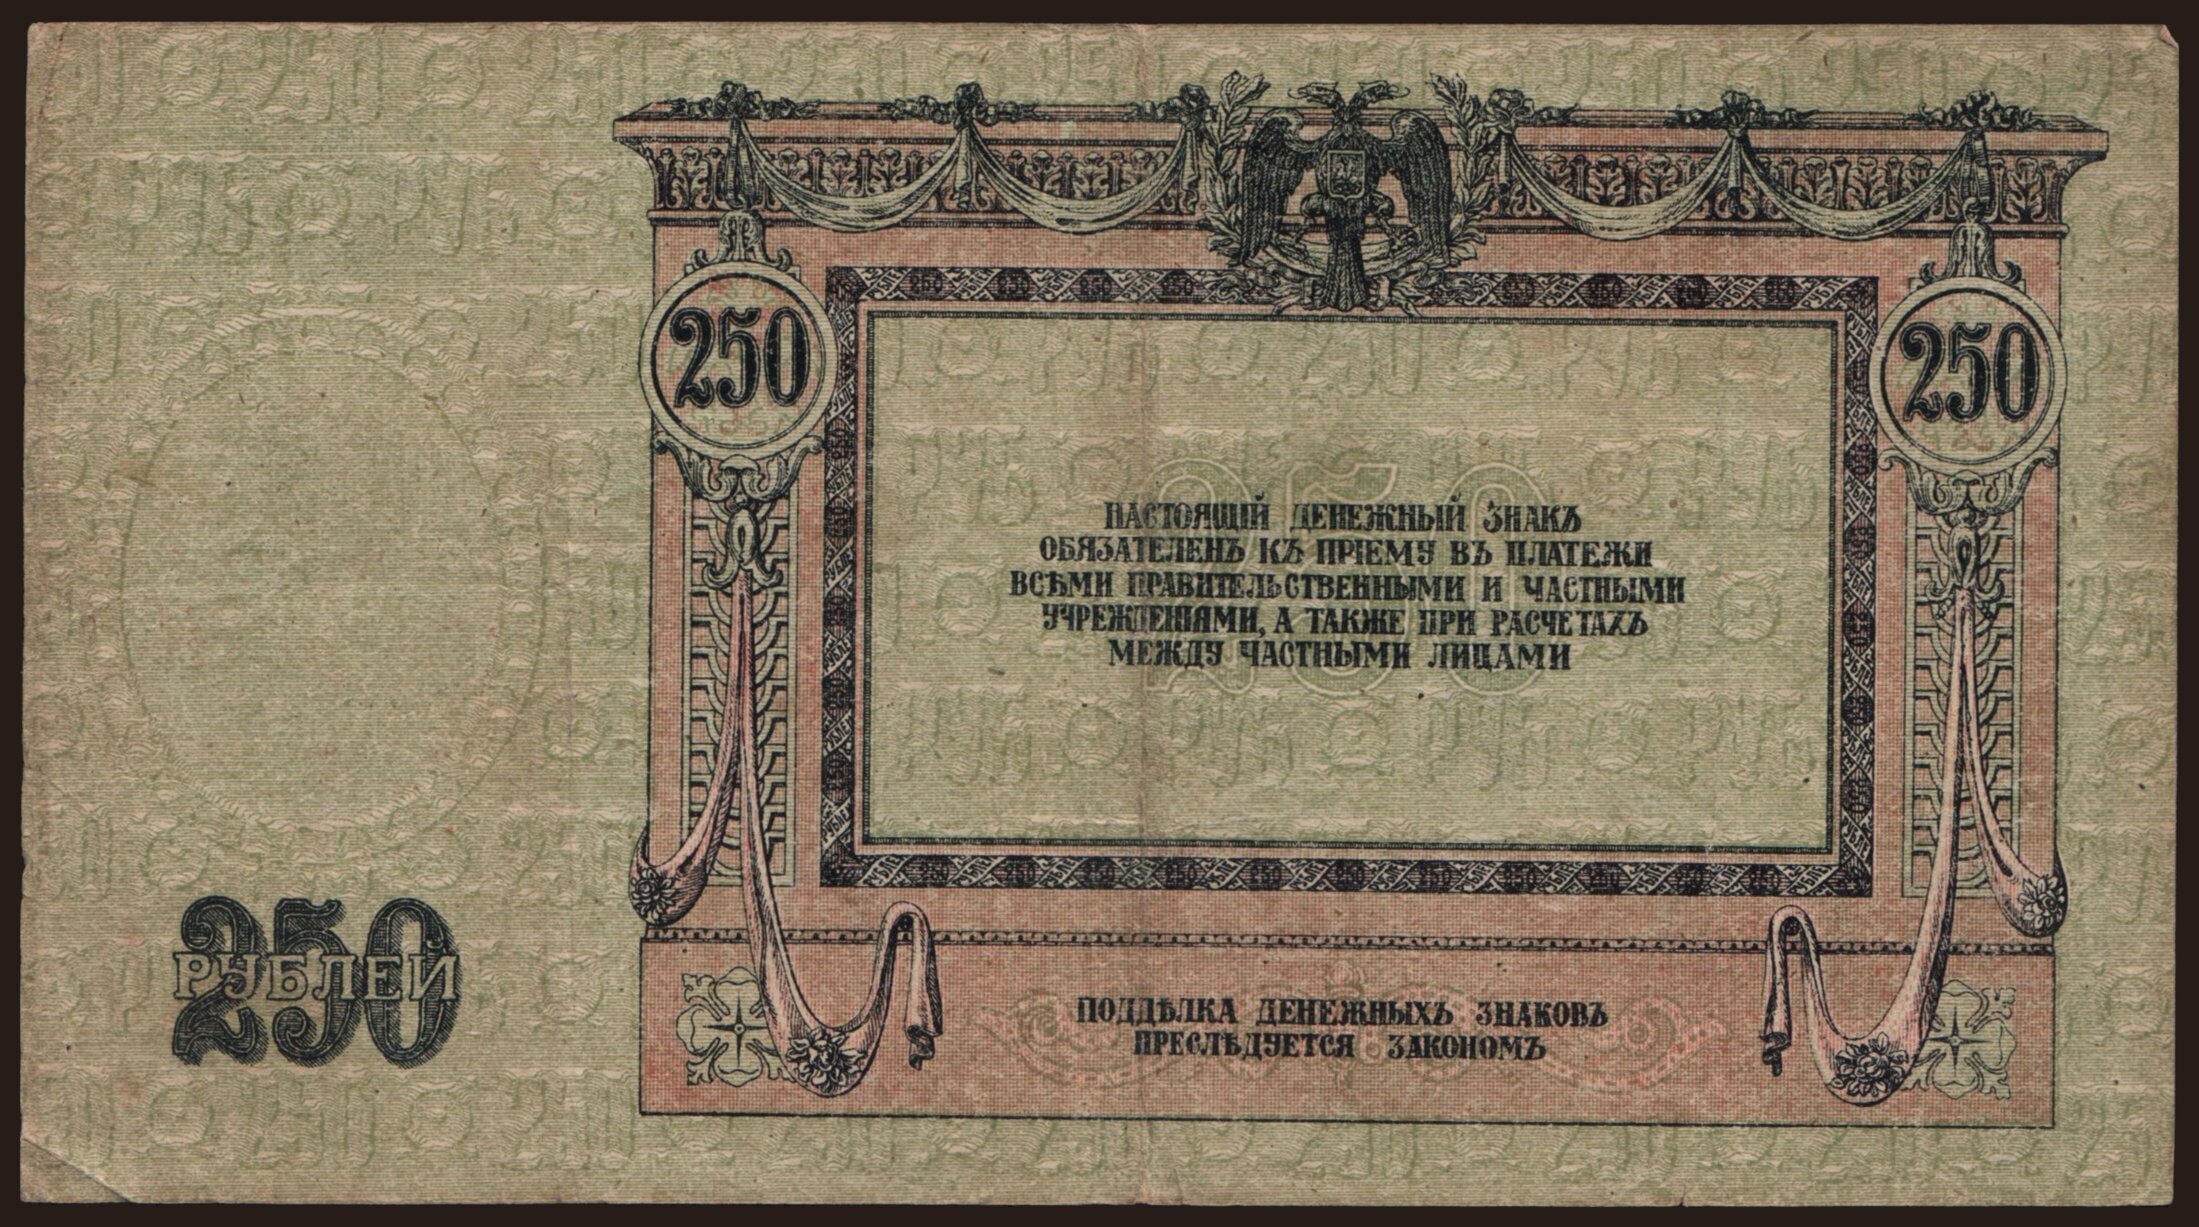 250
250
НАСТОЯЩІЙ ДЕНЕЖНЫЙ ЗНАКЪ
ОБЯЗАТЕЛЕНЪ КЪ ПРІЕМУ ВЪ ПЛАТЕЖИ
ВСѢМИ ПРАВИТЕЛЬСТВЕННЫМИ И ЧАСТНЫМИ
УЧРЕЖДЕНІЯМИ, А ТАКЖЕ ПРИ РАСЧЕТАХЪ
МЕЖДУ ЧАСТНЫМИ ЛИЦАМИ
250
250
РУБЛЕЙ
ПОДДѢЛКА ДЕНЕЖНЫХЪ ЗНАКОВЪ
ПРЕСЛѢДУЕТСЯ ЗАКОНОМЪ